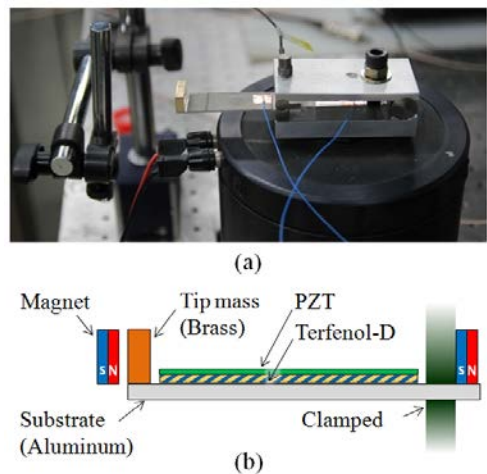 (a)
Magnet
Tip mass
(Brass)
PZT
Terfenol-D
S N
S N
Substrate
(Aluminum)
Clamped
(b)